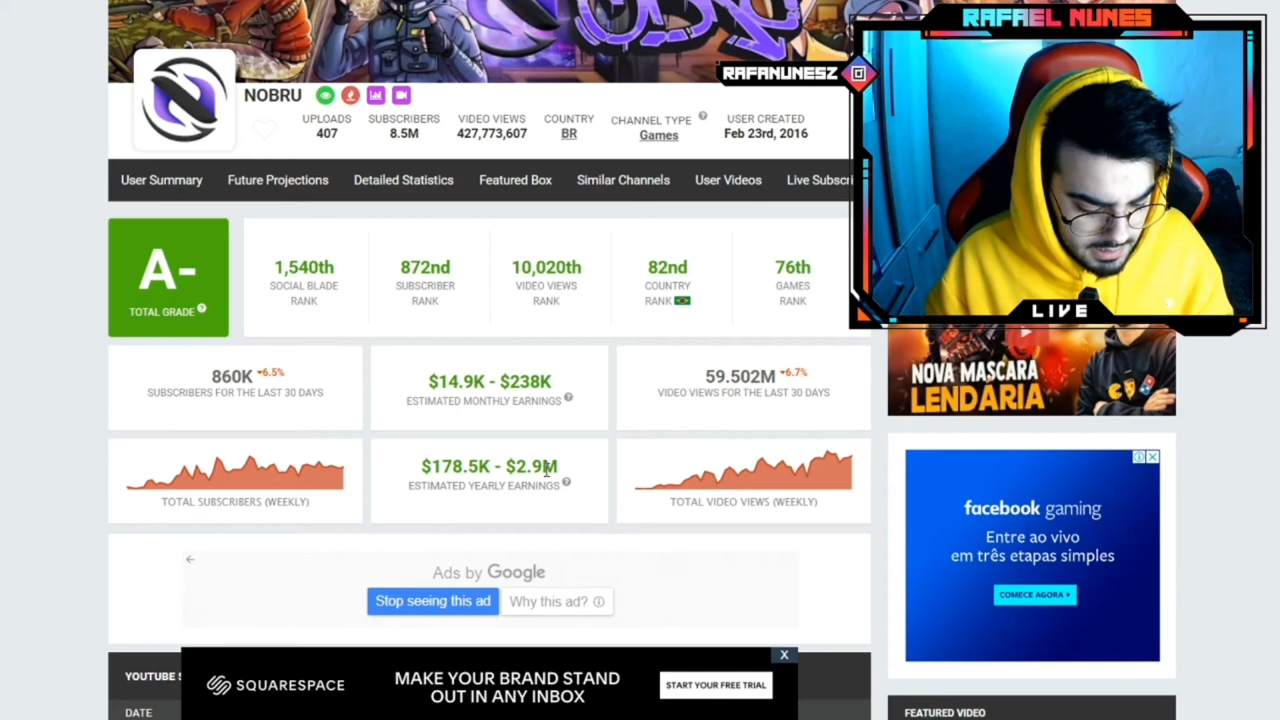 RAFAEL NUNES
RAFANUNESZ
NOBRU
UPLOADS
407
SUBSCRIBERS
8.5M
VIDEO VIEWS
427,773,607
COUNTRY
BR
CHANNEL TYPE
Games
USER CREATED
Feb 23rd, 2016
User Summary
Future Projections
Detailed Statistics
Featured Box
Similar Channels
User Videos
Live Subscri
A-
TOTAL GRADE
1,540th
SOCIAL BLADE
RANK
872nd
SUBSCRIBER
RANK
10,020th
VIDEO VIEWS
RANK
82nd
COUNTRY
RANK
76th
GAMES
RANK
LIVE
860K
6.5%
SUBSCRIBERS FOR THE LAST 30 DAYS
$14.9K - $238K
ESTIMATED MONTHLY EARNINGS
59.502M
6.7%
VIDEO VIEWS FOR THE LAST 30 DAYS
NOVA MASCARA
LENDÁRIA
TOTAL SUBSCRIBERS (WEEKLY)
$178.5K - $2.9M
ESTIMATED YEARLY EARNINGS
TOTAL VIDEO VIEWS (WEEKLY)
Ads by Google
Stop seeing this ad
Why this ad?
facebook gaming
Entre ao vivo
em três etapas simples
COMECE AGORA
X
SQUARESPACE
MAKE YOUR BRAND STAND
OUT IN ANY INBOX
START YOUR FREE TRIAL
YOUTUBE S
DATE
FEATURED VIDEO